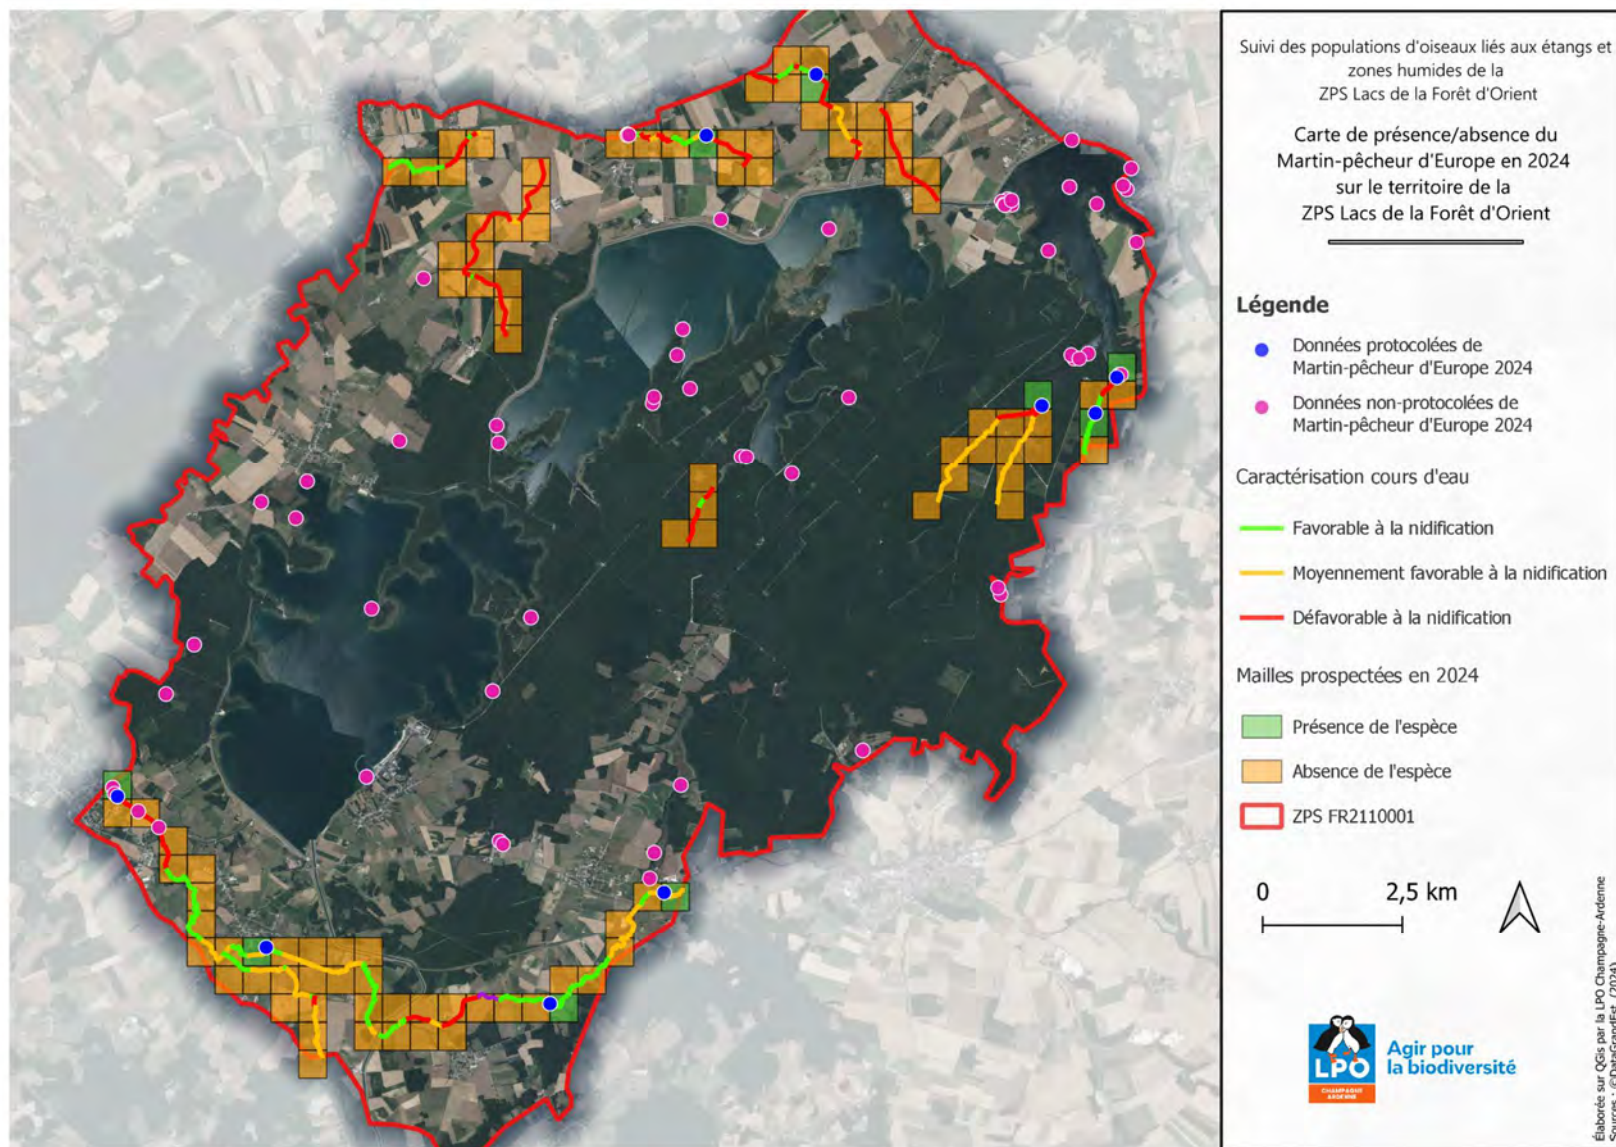 Suivi des populations d'oiseaux liés aux étangs et
zones humides de la
ZPS Lacs de la Forêt d'Orient
Carte de présence/absence du
Martin-pêcheur d'Europe en 2024
sur le territoire de la
ZPS Lacs de la Forêt d'Orient
Légende
Données protocolées de
Martin-pêcheur d'Europe 2024
Données non-protocolées de
Martin-pêcheur d'Europe 2024
Caractérisation cours d'eau
Favorable à la nidification
Moyennement favorable à la nidification
Défavorable à la nidification
Mailles prospectées en 2024
Présence de l'espèce
Absence de l'espèce
ZPS FR2110001
0 2,5 km
LPO
CHAMPAGNE
ARDENNE
Agir pour
la biodiversité
Élaborée sur QGis par la LPO Champagne-Ardenne
Sources : ©DataGrandEst (2024)